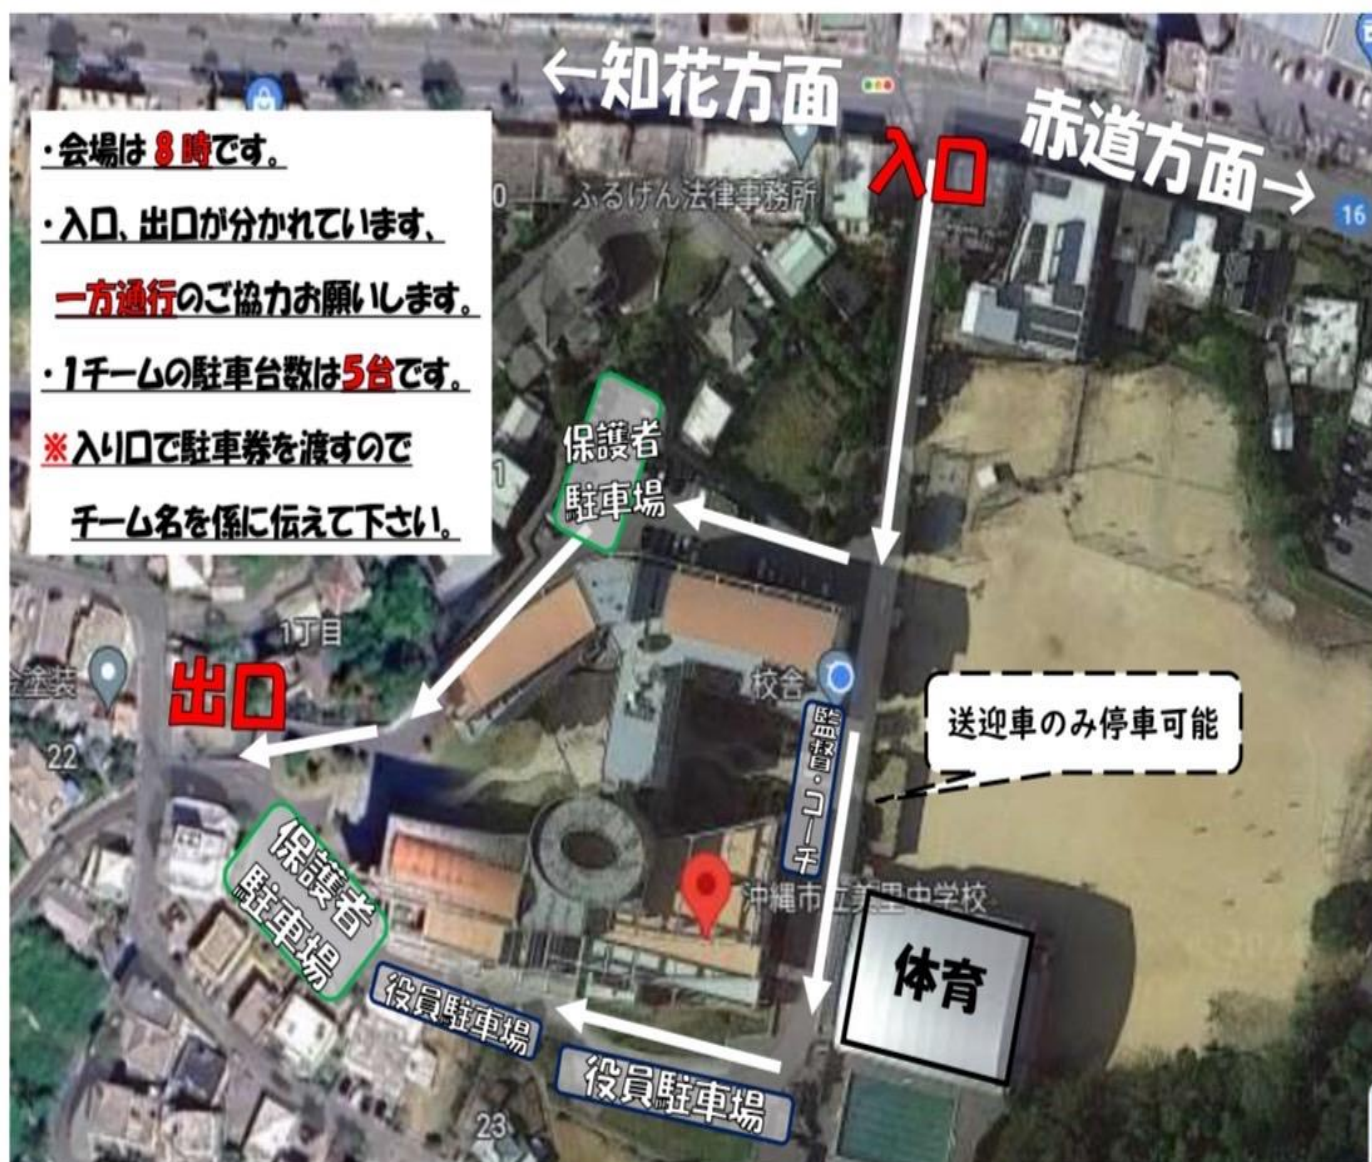 ←知花方面
入口
赤道方面→
16
・会場は8時です。
・入口、出口が分かれています、
一方通行のご協力お願いします。
・1チームの駐車台数は5台です。
※入り口で駐車券を渡すので
チーム名を係に伝えて下さい。
0
ふるげん法律事務所
1
保護者
駐車場
1丁目
塗装
出口
22
校舎
監督・コーチ
送迎車のみ停車可能
保護者
駐車場
沖縄市立美里中学校
体育
役員駐車場
役員駐車場
23